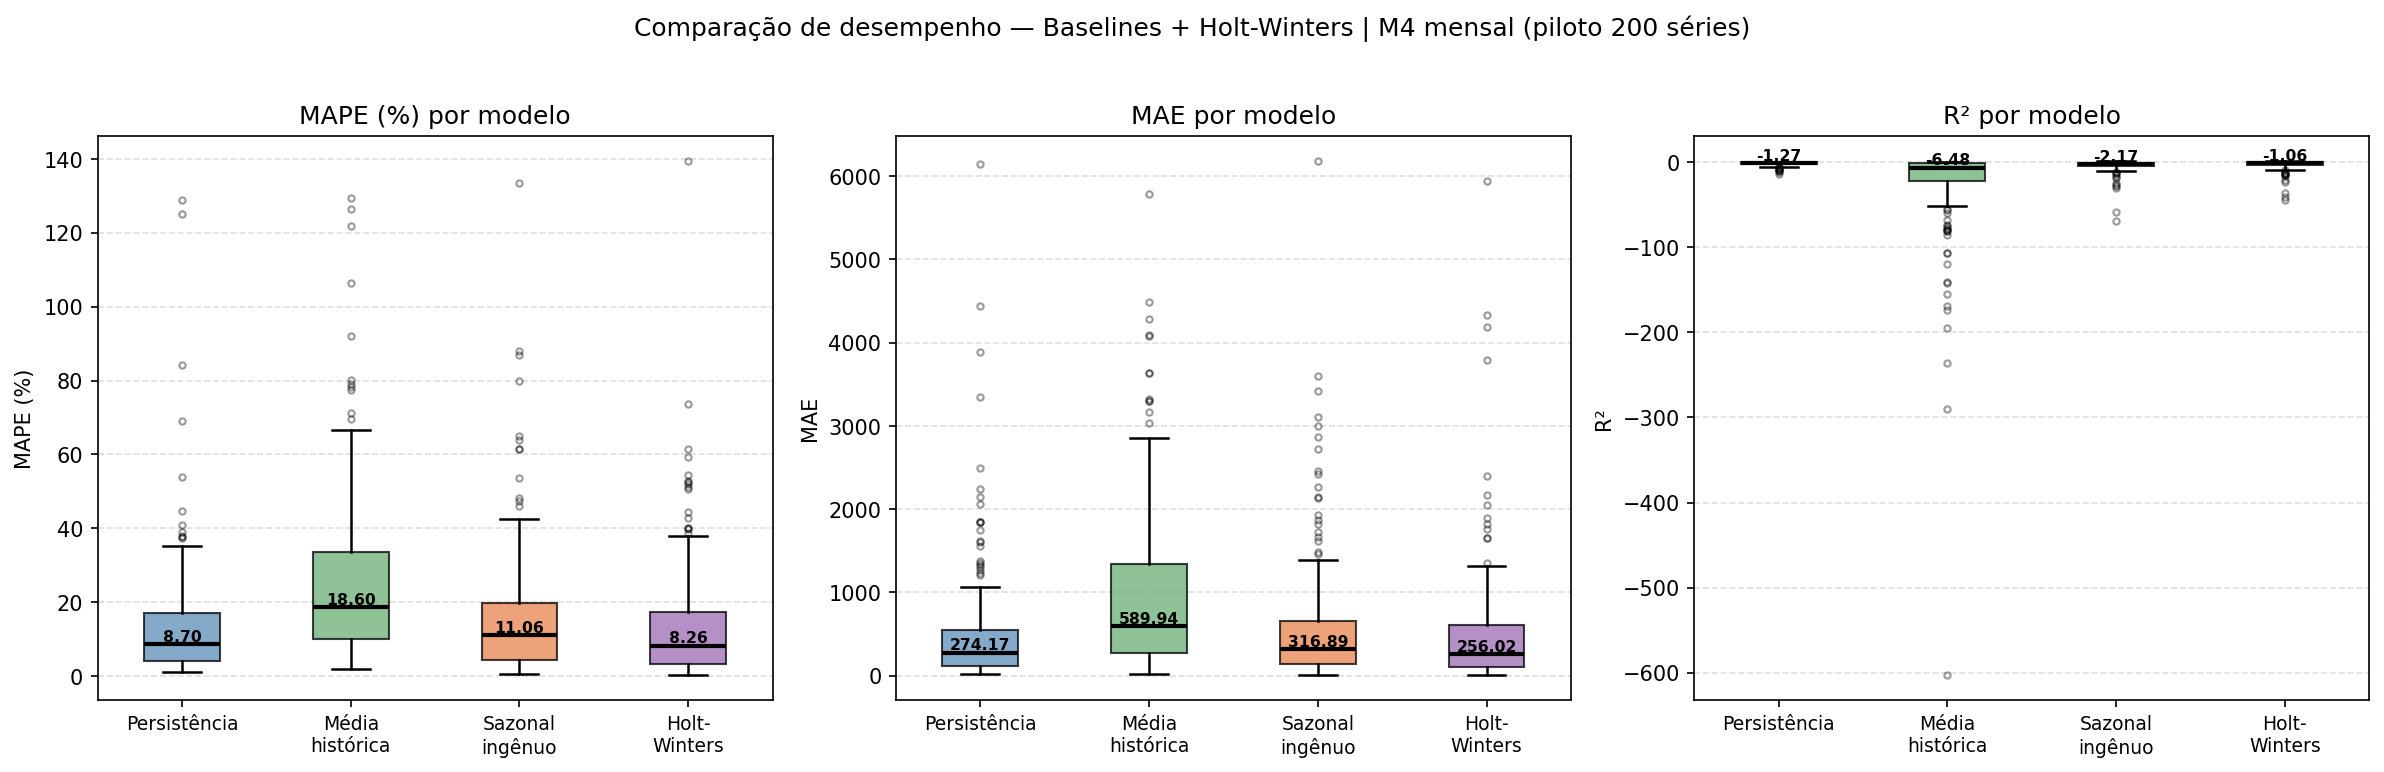 Comparação de desempenho — Baselines + Holt-Winters | M4 mensal (piloto 200 séries)
MAPE (%) por modelo
MAPE (%)
140
120
100
80
60
40
20
0
8.70
18.60
11.06
8.26
Persistência
Média
histórica
Sazonal
ingênuo
Holt-
Winters
MAE por modelo
MAE
6000
5000
4000
3000
2000
1000
0
274.17
589.94
316.89
256.02
Persistência
Média
histórica
Sazonal
ingênuo
Holt-
Winters
R² por modelo
R²
0
−100
−200
−300
−400
−500
−600
-1.27
-6.48
-2.17
-1.06
Persistência
Média
histórica
Sazonal
ingênuo
Holt-
Winters